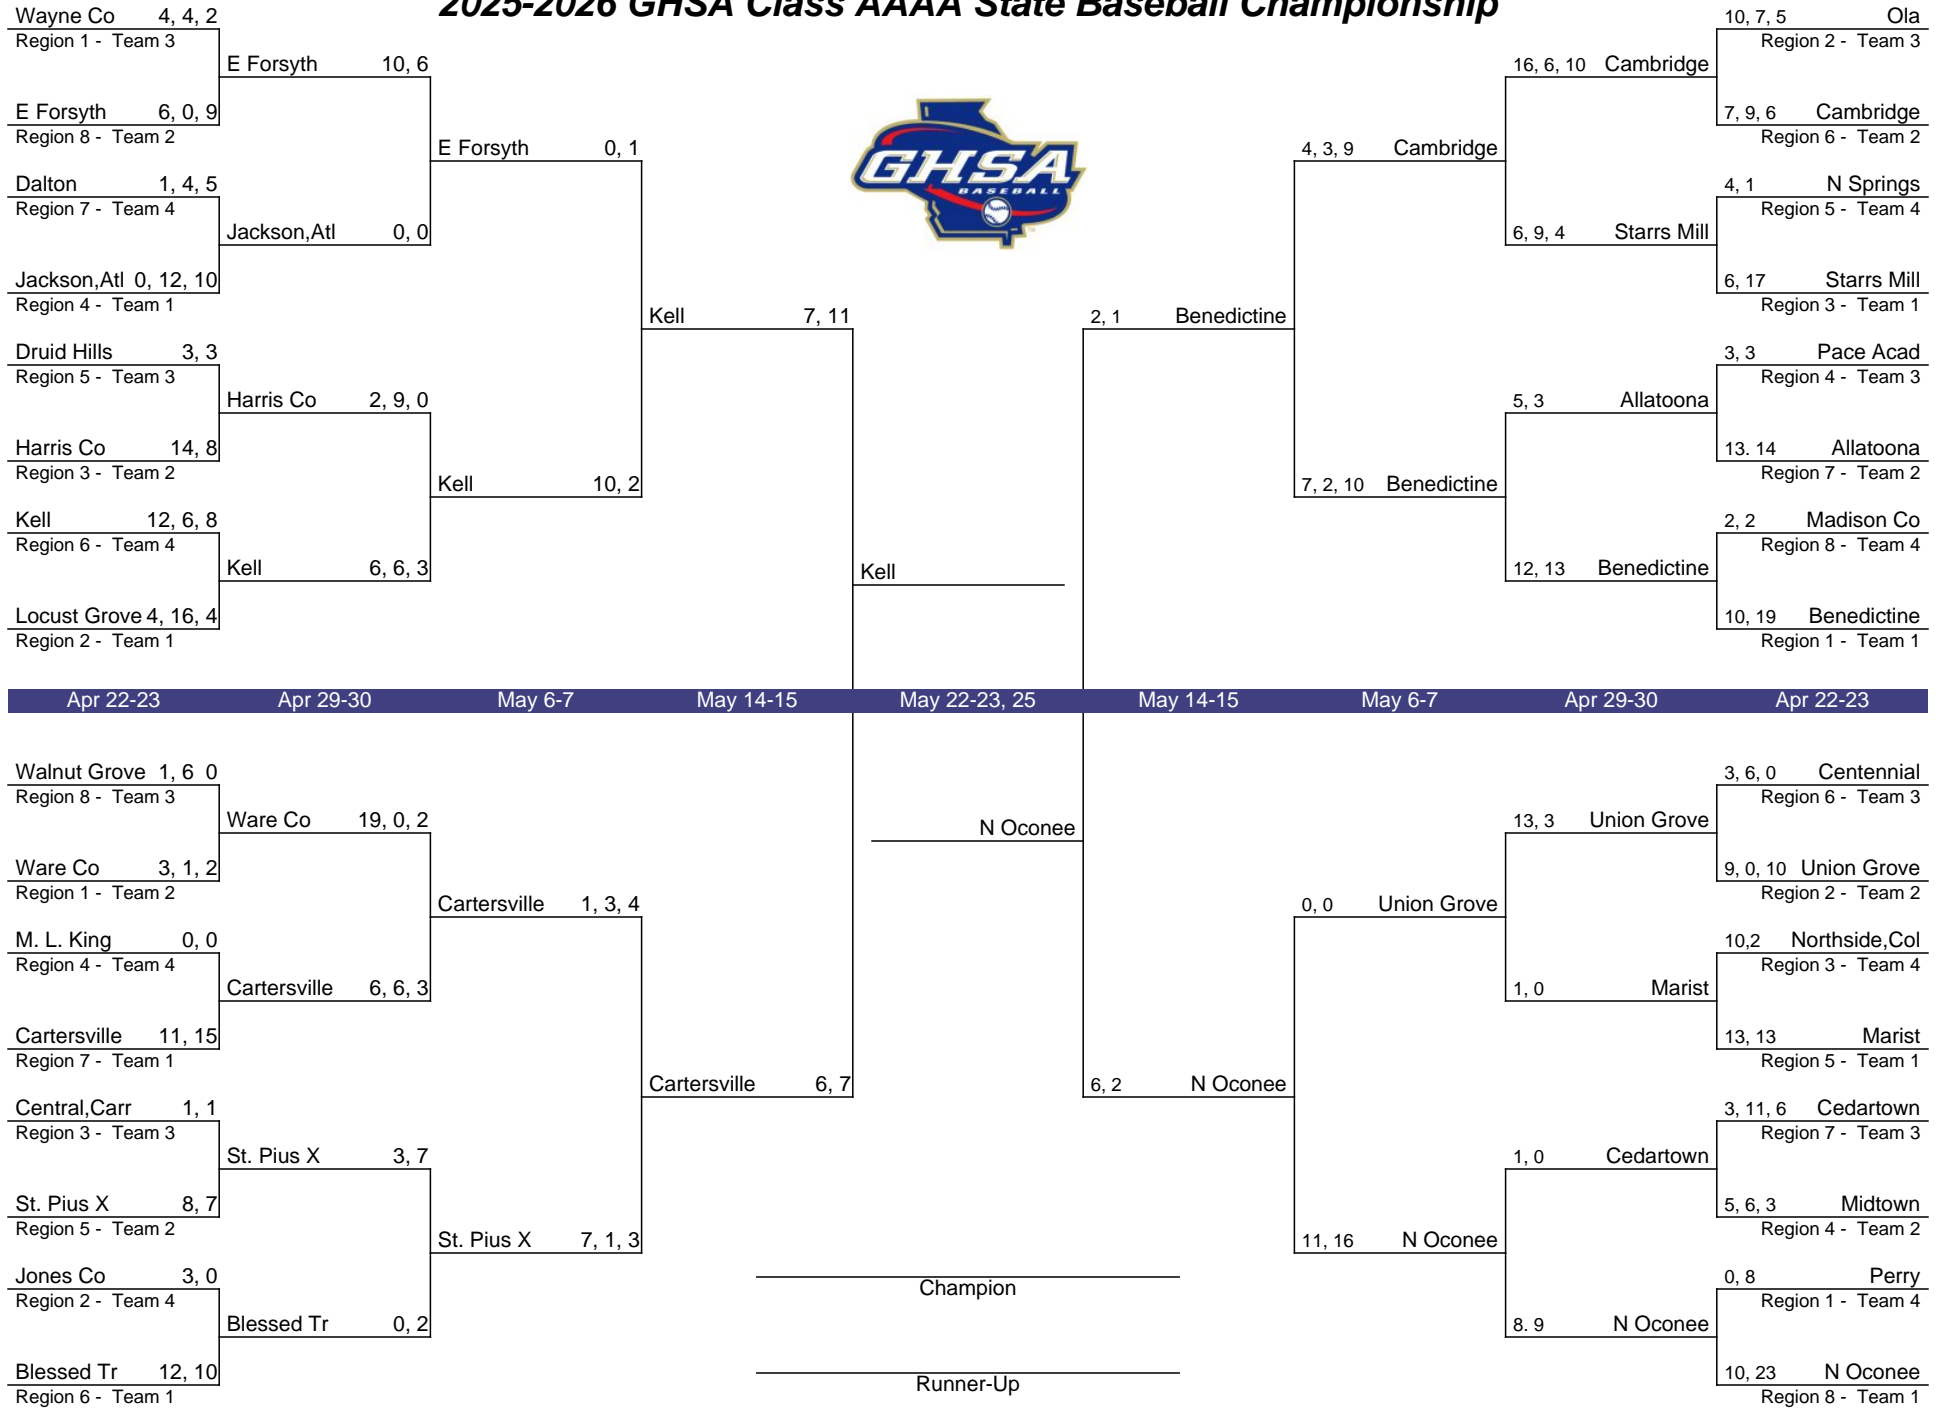 2025-2026 GHSA Class AAAA State Baseball Championship
Wayne Co 4, 4, 2
Region 1 - Team 3
E Forsyth 6, 0, 9
Region 8 - Team 2
Dalton 1, 4, 5
Region 7 - Team 4
Jackson,Atl 0, 12, 10
Region 4 - Team 1
Druid Hills 3, 3
Region 5 - Team 3
Harris Co 14, 8
Region 3 - Team 2
Kell 12, 6, 8
Region 6 - Team 4
Locust Grove 4, 16, 4
Region 2 - Team 1
E Forsyth 10, 6
Jackson,Atl 0, 0
Harris Co 2, 9, 0
Kell 6, 6, 3
E Forsyth 0, 1
Kell 10, 2
Kell 7, 11
Kell
GHSA
BASEBALL
2, 1 Benedictine
4, 3, 9 Cambridge
7, 2, 10 Benedictine
16, 6, 10 Cambridge
6, 9, 4 Starrs Mill
5, 3 Allatoona
12, 13 Benedictine
10, 7, 5 Ola
Region 2 - Team 3
7, 9, 6 Cambridge
Region 6 - Team 2
4, 1 N Springs
Region 5 - Team 4
6, 17 Starrs Mill
Region 3 - Team 1
3, 3 Pace Acad
Region 4 - Team 3
13. 14 Allatoona
Region 7 - Team 2
2, 2 Madison Co
Region 8 - Team 4
10, 19 Benedictine
Region 1 - Team 1
Apr 22-23 Apr 29-30 May 6-7 May 14-15 May 22-23, 25 May 14-15 May 6-7 Apr 29-30 Apr 22-23
Walnut Grove 1, 6 0
Region 8 - Team 3
Ware Co 3, 1, 2
Region 1 - Team 2
M. L. King 0, 0
Region 4 - Team 4
Cartersville 11, 15
Region 7 - Team 1
Central,Carr 1, 1
Region 3 - Team 3
St. Pius X 8, 7
Region 5 - Team 2
Jones Co 3, 0
Region 2 - Team 4
Blessed Tr 12, 10
Region 6 - Team 1
Ware Co 19, 0, 2
Cartersville 6, 6, 3
St. Pius X 3, 7
Blessed Tr 0, 2
Cartersville 1, 3, 4
St. Pius X 7, 1, 3
Cartersville 6, 7
N Oconee
Champion
Runner-Up
6, 2 N Oconee
0, 0 Union Grove
11, 16 N Oconee
13, 3 Union Grove
1, 0 Marist
1, 0 Cedartown
8. 9 N Oconee
3, 6, 0 Centennial
Region 6 - Team 3
9, 0, 10 Union Grove
Region 2 - Team 2
10,2 Northside,Col
Region 3 - Team 4
13, 13 Marist
Region 5 - Team 1
3, 11, 6 Cedartown
Region 7 - Team 3
5, 6, 3 Midtown
Region 4 - Team 2
0, 8 Perry
Region 1 - Team 4
10, 23 N Oconee
Region 8 - Team 1